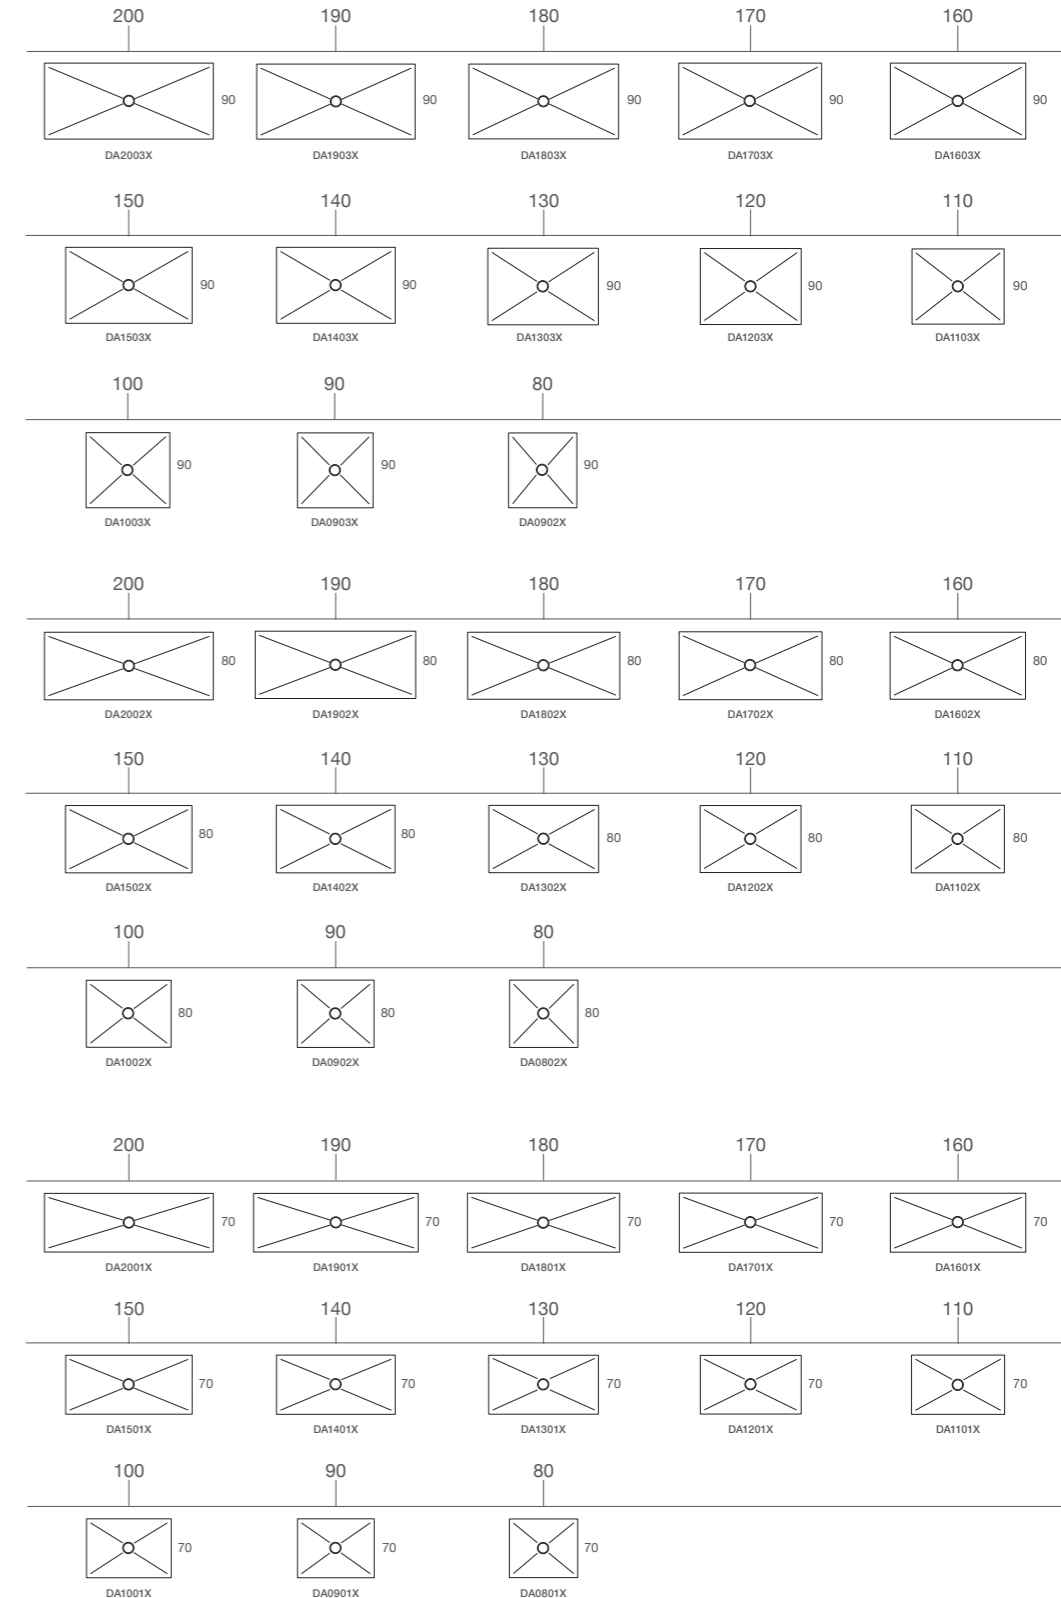 200 190 180 170 160
90 90 90 90 90
DA2003X DA1903X DA1803X DA1703X DA1603X
150 140 130 120 110
90 90 90 90 90
DA1503X DA1403X DA1303X DA1203X DA1103X
100 90 80
90 90 90
DA1003X DA0903X DA0902X
200 190 180 170 160
80 80 80 80 80
DA2002X DA1902X DA1802X DA1702X DA1602X
150 140 130 120 110
80 80 80 80 80
DA1502X DA1402X DA1302X DA1202X DA1102X
100 90 80
80 80 80
DA1002X DA0902X DA0802X
200 190 180 170 160
70 70 70 70 70
DA2001X DA1901X DA1801X DA1701X DA1601X
150 140 130 120 110
70 70 70 70 70
DA1501X DA1401X DA1301X DA1201X DA1101X
100 90 80
70 70 70
DA1001X DA0901X DA0801X